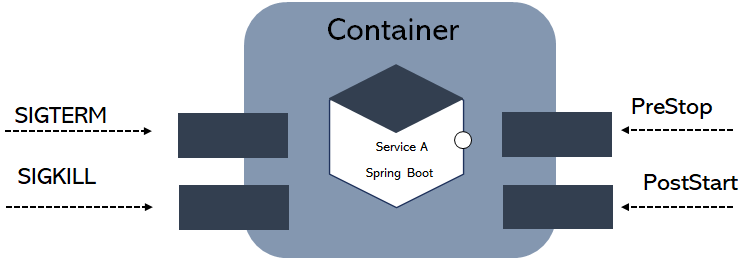 Container
SIGTERM
SIGKILL
Service A
Spring Boot
PreStop
PostStart